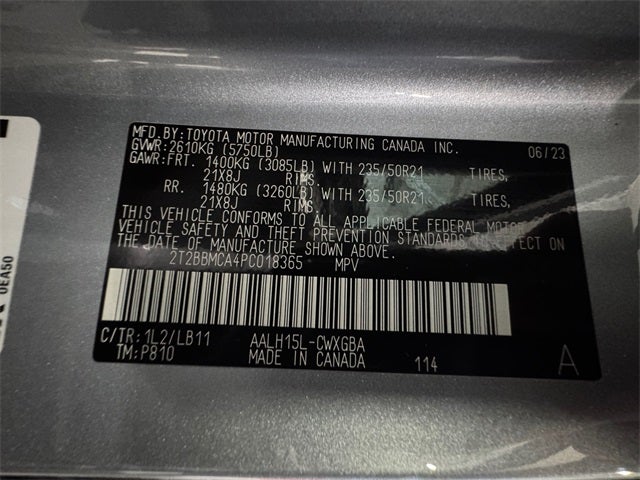 MFD.BY:TOYOTA MOTOR MANUFACTURING CANADA INC. 06/23
GVWR:2610KG (5750LB)
GAWR:FRT. 1400KG (3085LB) WITH 235/50R21 TIRES,
21X8J RIMS
RR. 1480KG (3260LB) WITH 235/50R21 TIRES,
21X8J RIMS
THIS VEHICLE CONFORMS TO ALL APPLICABLE FEDERAL MOTOR
VEHICLE SAFETY AND THEFT PREVENTION STANDARDS IN EFFECT ON
THE DATE OF MANUFACTURE SHOWN ABOVE.
2T2BBMCA4PC018365 MPV
C/TR:1L2/LB11 AALH15L-CWXGBA
TM:P810 MADE IN CANADA 114 A
0EA50